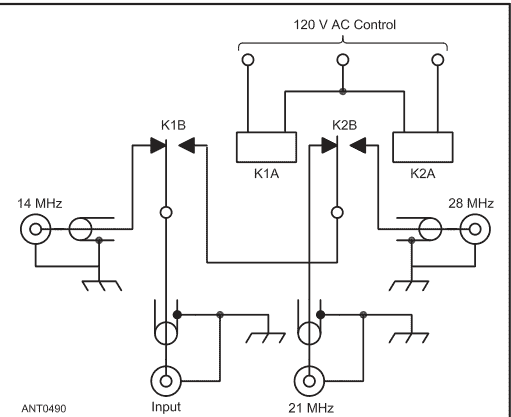 120 V AC Control
K1B
K2B
K1A
K2A
14 MHz
28 MHz
Input
21 MHz
ANT0490